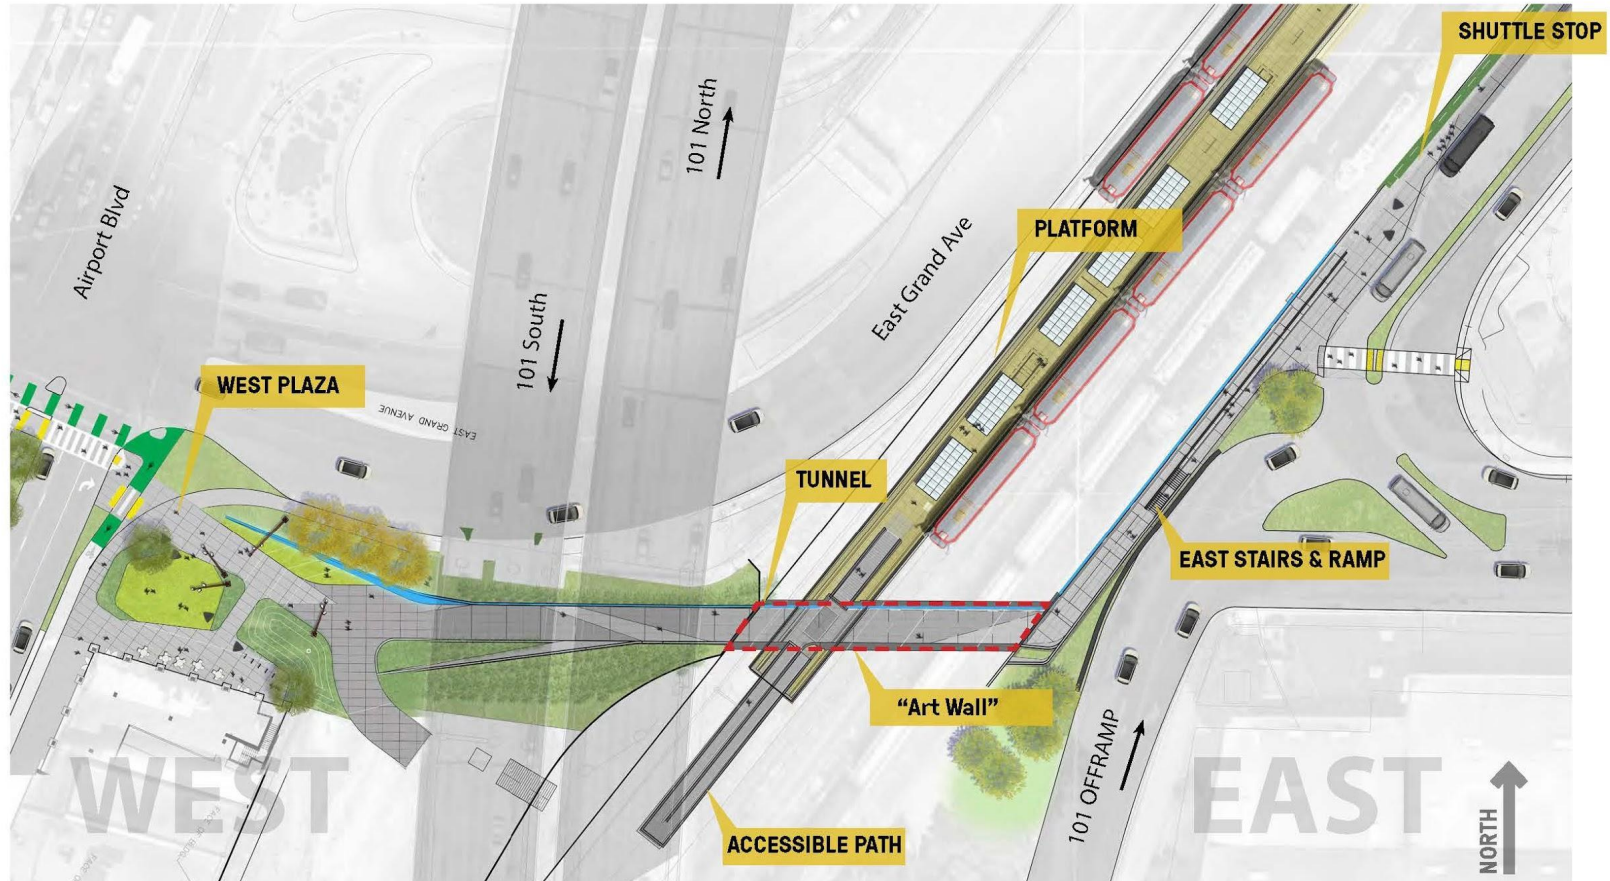 SHUTTLE STOP
101 North
Airport Blvd
PLATFORM
East Grand Ave
101 South
WEST PLAZA
EAST GRAND AVENUE
TUNNEL
EAST STAIRS & RAMP
“Art Wall”
101 OFFRAMP
WEST
EAST
NORTH
ACCESSIBLE PATH